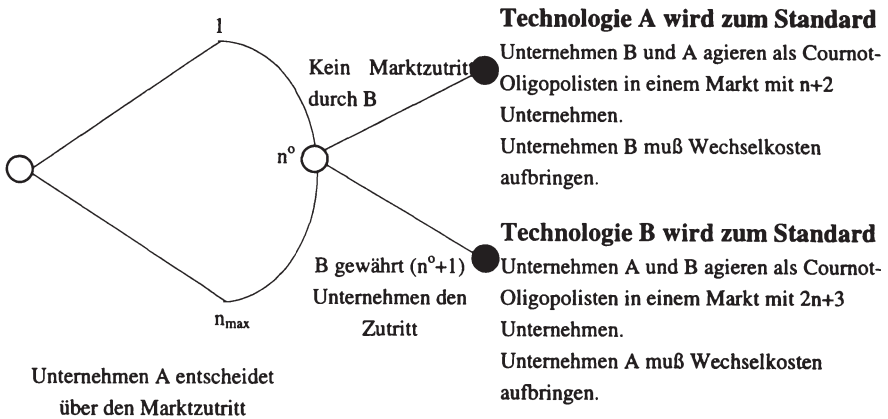 1
Kein Marktzutritt
durch B
n°
B gewährt (n°+1)
Unternehmen den
Zutritt
n_max
Unternehmen A entscheidet
über den Marktzutritt
Technologie A wird zum Standard
Unternehmen B und A agieren als Cournot-
Oligopolisten in einem Markt mit n+2
Unternehmen.
Unternehmen B muß Wechselkosten
aufbringen.
Technologie B wird zum Standard
Unternehmen A und B agieren als Cournot-
Oligopolisten in einem Markt mit 2n+3
Unternehmen.
Unternehmen A muß Wechselkosten
aufbringen.